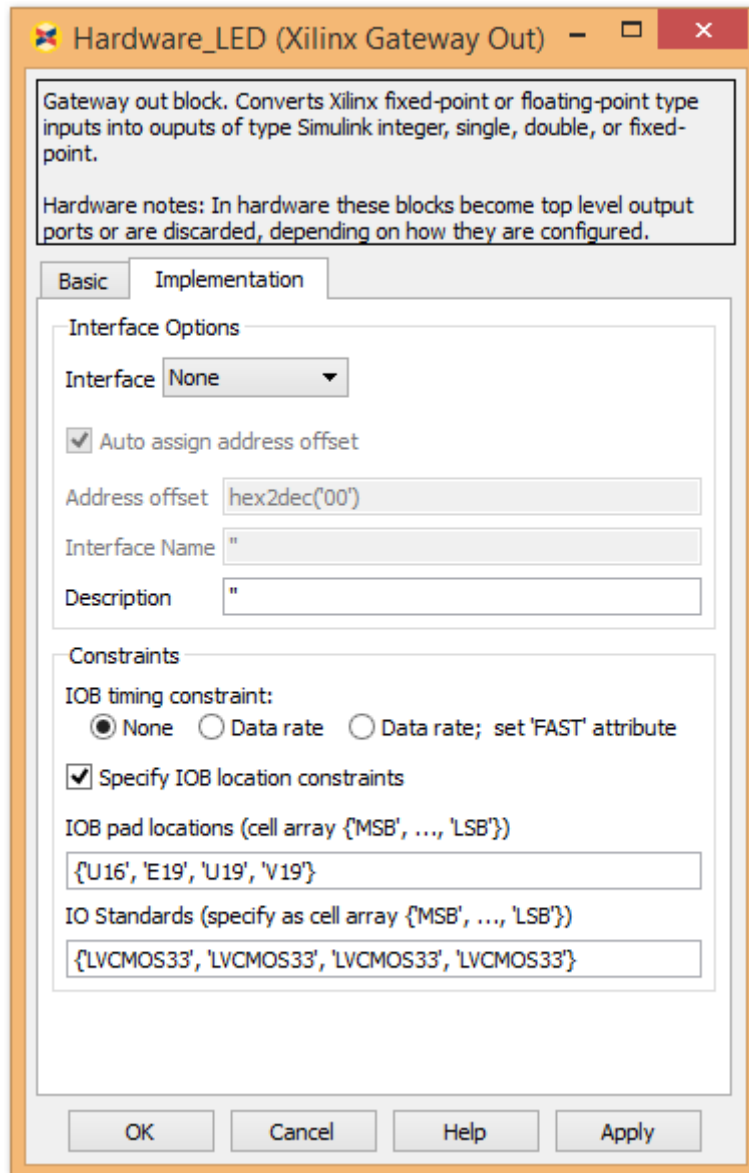 Hardware_LED (Xilinx Gateway Out)
Gateway out block. Converts Xilinx fixed-point or floating-point type
inputs into ouputs of type Simulink integer, single, double, or fixed-
point.
Hardware notes: In hardware these blocks become top level output
ports or are discarded, depending on how they are configured.
Basic Implementation
Interface Options
Interface None
Auto assign address offset
Address offset hex2dec('00')
Interface Name ''
Description ''
Constraints
IOB timing constraint:
None Data rate Data rate; set 'FAST' attribute
Specify IOB location constraints
IOB pad locations (cell array {'MSB', ..., 'LSB'})
{'U16', 'E19', 'U19', 'V19'}
IO Standards (specify as cell array {'MSB', ..., 'LSB'})
{'LVCMOS33', 'LVCMOS33', 'LVCMOS33', 'LVCMOS33'}
OK Cancel Help Apply